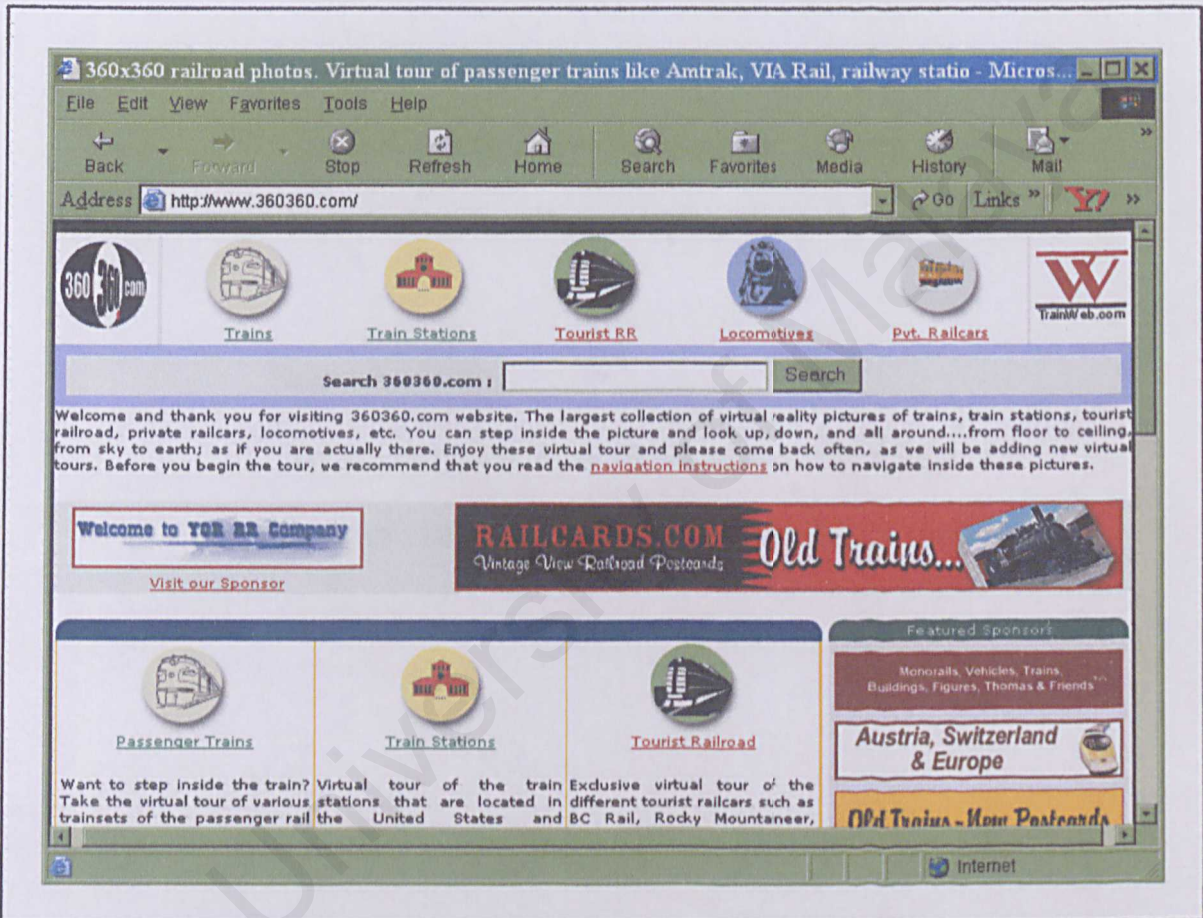 360x360 railroad photos. Virtual tour of passenger trains like Amtrak, VIA Rail, railway statio - Micros...
File Edit View Favorites Tools Help
Back Forward Stop Refresh Home Search Favorites Media History Mail
Address http://www.360360.com/ Go Links
360 360.com
Trains Train Stations Tourist RR Locomotives Pvt. Railcars
TrainWeb.com
Search 360360.com : Search
Welcome and thank you for visiting 360360.com website. The largest collection of virtual reality pictures of trains, train stations, tourist
railroad, private railcars, locomotives, etc. You can step inside the picture and look up, down, and all around....from floor to ceiling,
from sky to earth; as if you are actually there. Enjoy these virtual tour and please come back often, as we will be adding new virtual
tours. Before you begin the tour, we recommend that you read the navigation instructions on how to navigate inside these pictures.
Welcome to YOR RR Company
Visit our Sponsor
RAILCARDS.COM
Vintage View Railroad Postcards
Old Trains...
Featured Sponsors
Monorails, Vehicles, Trains,
Buildings, Figures, Thomas & Friends
Austria, Switzerland
& Europe
Old Trains - New Postcards
Passenger Trains
Want to step inside the train?
Take the virtual tour of various
trainsets of the passenger rail
Train Stations
Virtual tour of the train
stations that are located in
the United States and
Tourist Railroad
Exclusive virtual tour of the
different tourist railcars such as
BC Rail, Rocky Mountaneer,
Internet
University of Malaya